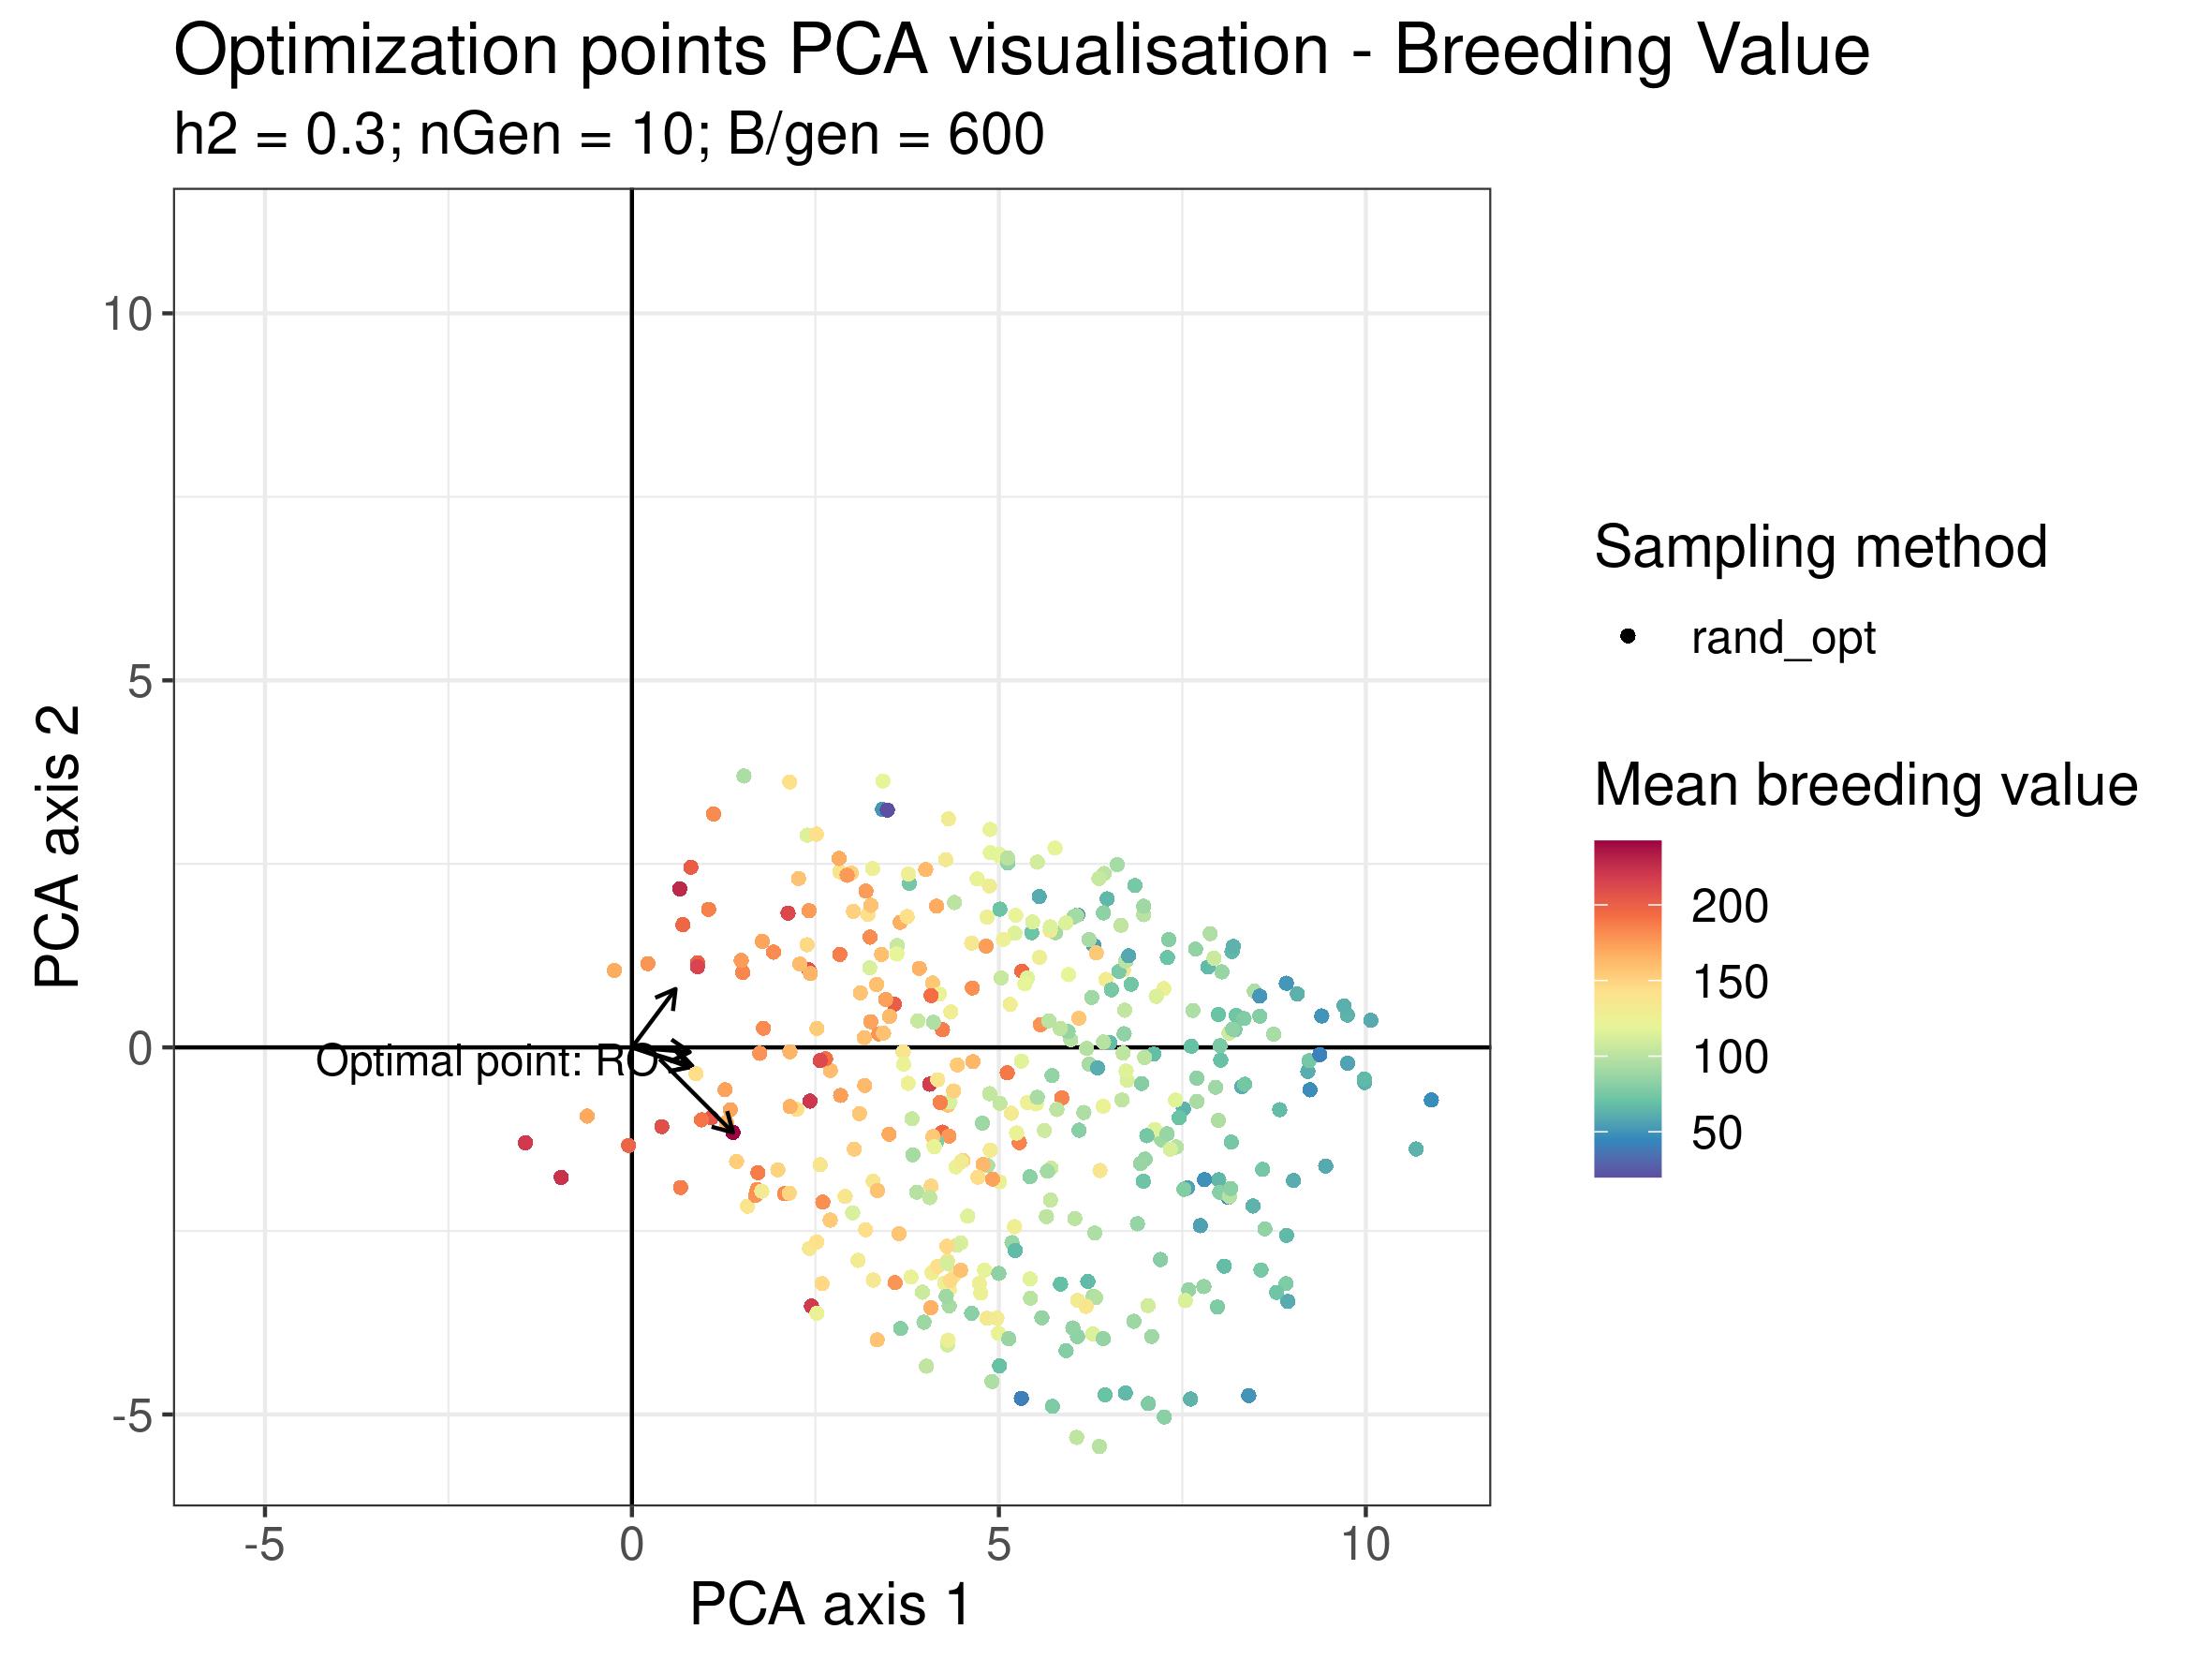 Optimization points PCA visualisation - Breeding Value
h2 = 0.3; nGen = 10; B/gen = 600
10
5
0
-5
PCA axis 2
Optimal point: RO
-5
0
5
10
PCA axis 1
Sampling method
rand_opt
Mean breeding value
200
150
100
50